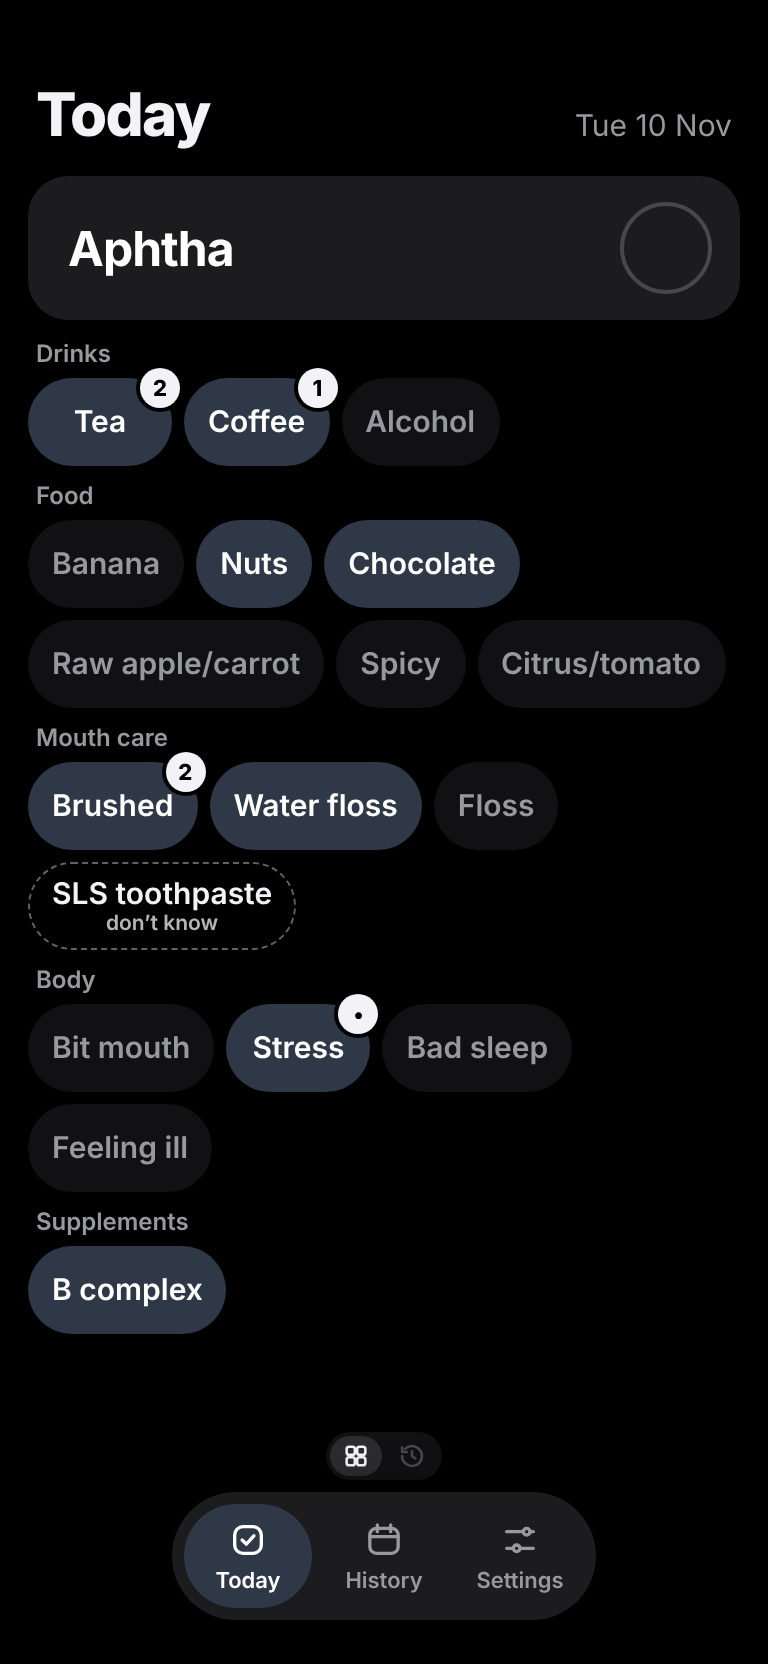 Today
Tue 10 Nov
Aphtha
Drinks
Tea 2 Coffee 1 Alcohol
Food
Banana Nuts Chocolate
Raw apple/carrot Spicy Citrus/tomato
Mouth care
Brushed 2 Water floss Floss
SLS toothpaste
don’t know
Body
Bit mouth Stress • Bad sleep
Feeling ill
Supplements
B complex
Today History Settings